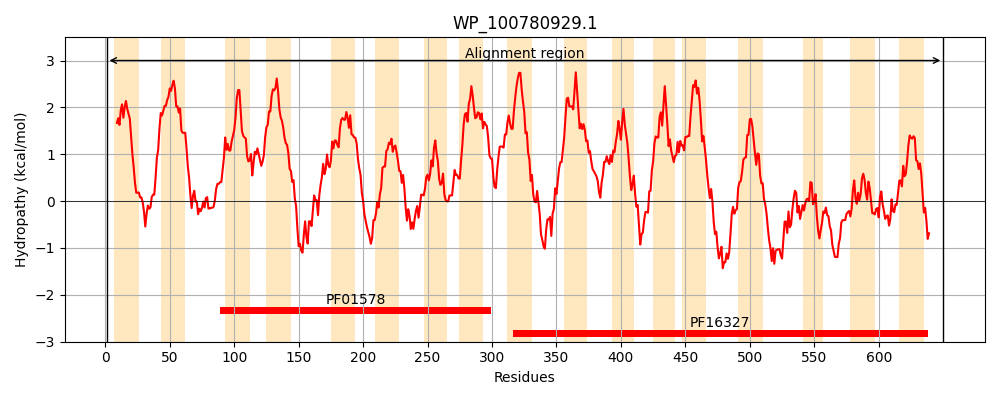 WP_100780929.1
Alignment region
3
2
1
0
−1
−2
−3
Hydropathy (kcal/mol)
PF01578
PF16327
0 50 100 150 200 250 300 350 400 450 500 550 600
Residues